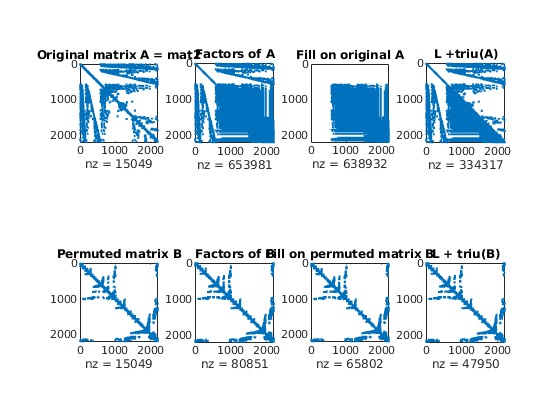 Original matrix A = mat2
Factors of A
Fill on original A
L +triu(A)
0
1000
2000
0 1000 2000
nz = 15049
0
1000
2000
0 1000 2000
nz = 653981
0
1000
2000
0 1000 2000
nz = 638932
0
1000
2000
0 1000 2000
nz = 334317
Permuted matrix B
Factors of B
Fill on permuted matrix B
L + triu(B)
0
1000
2000
0 1000 2000
nz = 15049
0
1000
2000
0 1000 2000
nz = 80851
0
1000
2000
0 1000 2000
nz = 65802
0
1000
2000
0 1000 2000
nz = 47950